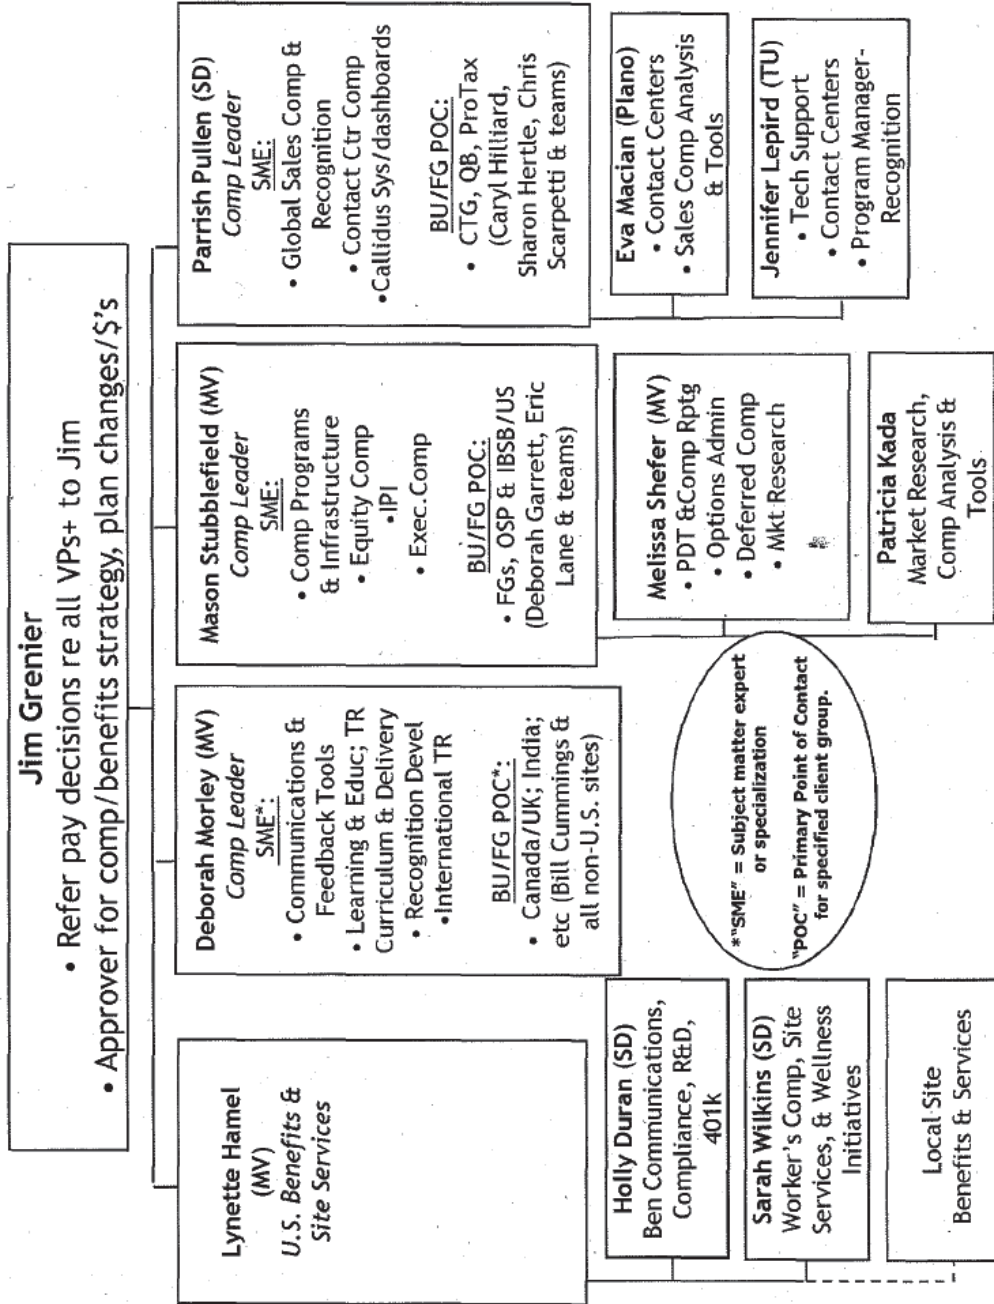 Jim Grenier
• Refer pay decisions re all VPs+ to Jim
• Approver for comp/benefits strategy, plan changes/$'s
Lynette Hamel
(MV)
U.S. Benefits &
Site Services
Holly Duran (SD)
Ben Communications,
Compliance, R&D,
401k
Sarah Wilkins (SD)
Worker's Comp, Site
Services, & Wellness
Initiatives
Local Site
Benefits & Services
Deborah Morley (MV)
Comp Leader
SME*:
• Communications &
Feedback Tools
• Learning & Educ; TR
Curriculum & Delivery
• Recognition Devel
•International TR
BU/FG POC*:
• Canada/UK; India;
etc (Bill Cummings &
all non-U.S. sites)
*"SME" = Subject matter expert
or specialization
"POC" = Primary Point of Contact
for specified client group.
Mason Stubblefield (MV)
Comp Leader
SME:
• Comp Programs
& Infrastructure
• Equity Comp
•IPI
• Exec.Comp
BU/FG POC:
• FGs, OSP & IBSB/US
(Deborah Garrett, Eric
Lane & teams)
Melissa Shefer (MV)
• PDT &Comp Rptg
• Options Admin
• Deferred Comp
• Mkt Research
Patricia Kada
Market Research,
Comp Analysis &
Tools
Parrish Pullen (SD)
Comp Leader
SME:
• Global Sales Comp &
Recognition
• Contact Ctr Comp
•Callidus Sys/dashboards
BU/FG POC:
• CTG, QB, ProTax
(Caryl Hilliard,
Sharon Hertle, Chris
Scarpetti & teams)
Eva Macian (Plano)
• Contact Centers
• Sales Comp Analysis
& Tools
Jennifer Lepird (TU)
• Tech Support
• Contact Centers
• Program Manager-
Recognition